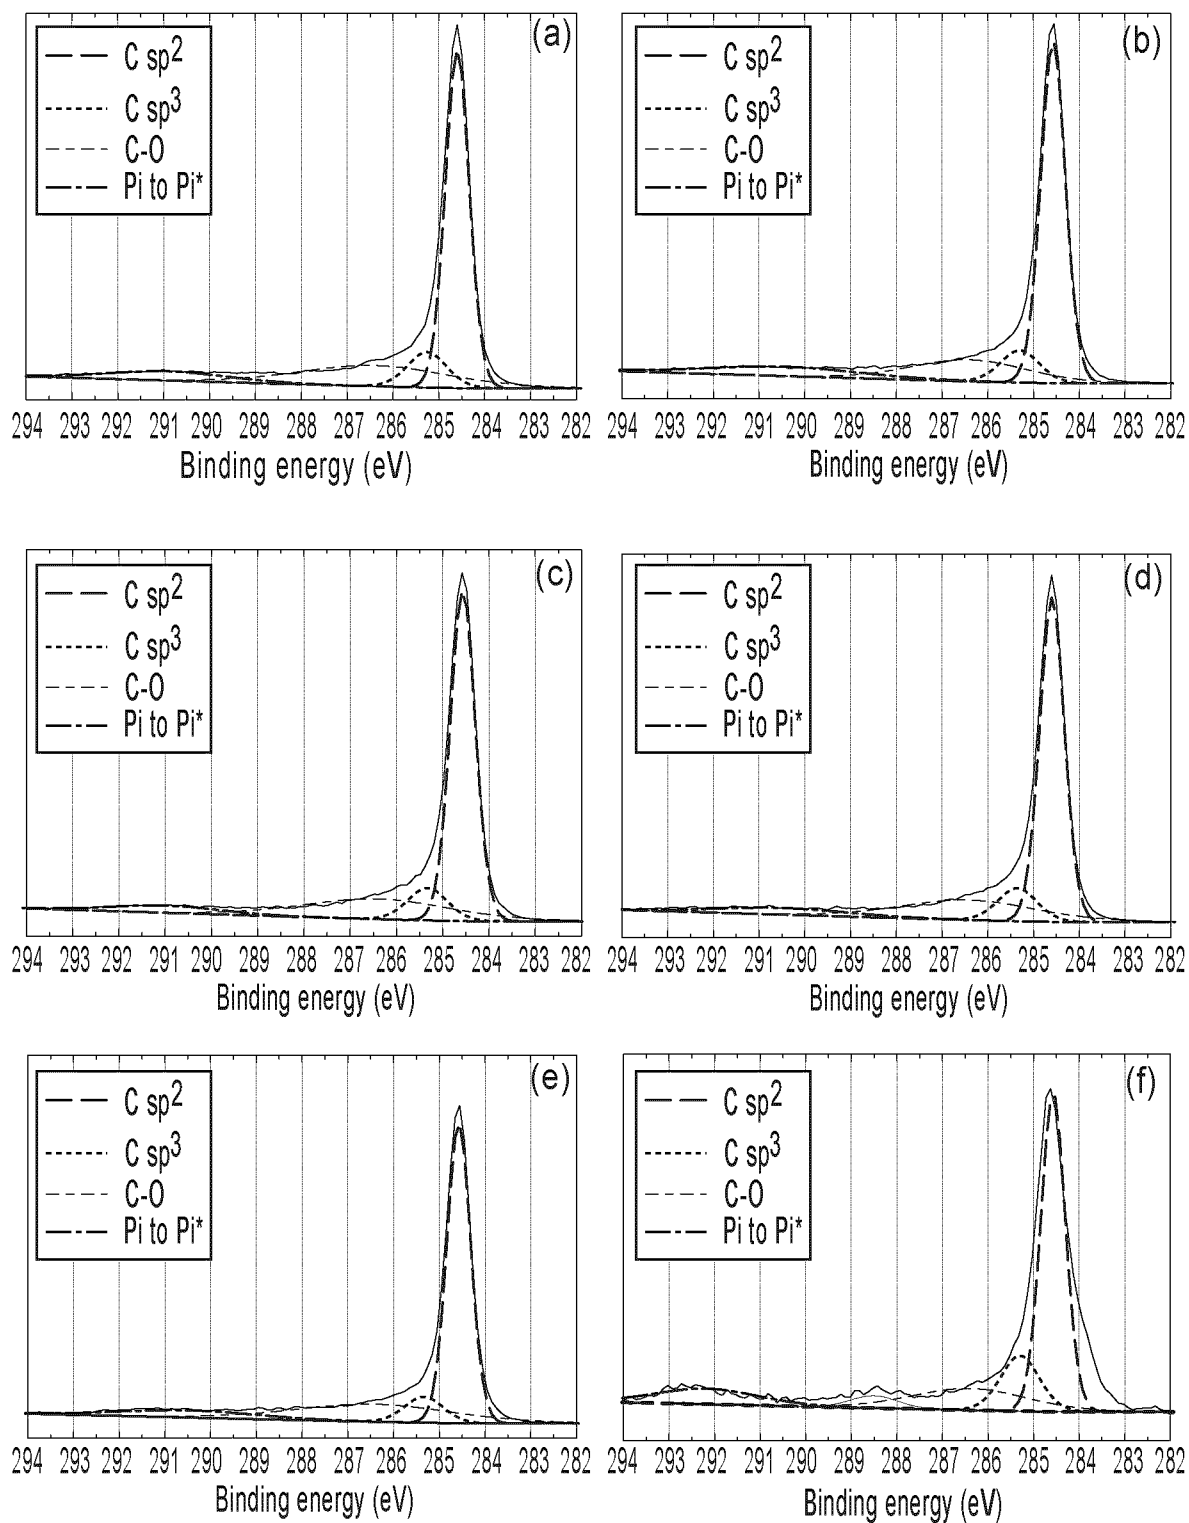 (a)
C sp2
C sp3
C-O
Pi to Pi*
294 293 292 291 290 289 288 287 286 285 284 283 282
Binding energy (eV)
(b)
C sp2
C sp3
C-O
Pi to Pi*
294 293 292 291 290 289 288 287 286 285 284 283 282
Binding energy (eV)
(c)
C sp2
C sp3
C-O
Pi to Pi*
294 293 292 291 290 289 288 287 286 285 284 283 282
Binding energy (eV)
(d)
C sp2
C sp3
C-O
Pi to Pi*
294 293 292 291 290 289 288 287 286 285 284 283 282
Binding energy (eV)
(e)
C sp2
C sp3
C-O
Pi to Pi*
294 293 292 291 290 289 288 287 286 285 284 283 282
Binding energy (eV)
(f)
C sp2
C sp3
C-O
Pi to Pi*
294 293 292 291 290 289 288 287 286 285 284 283 282
Binding energy (eV)